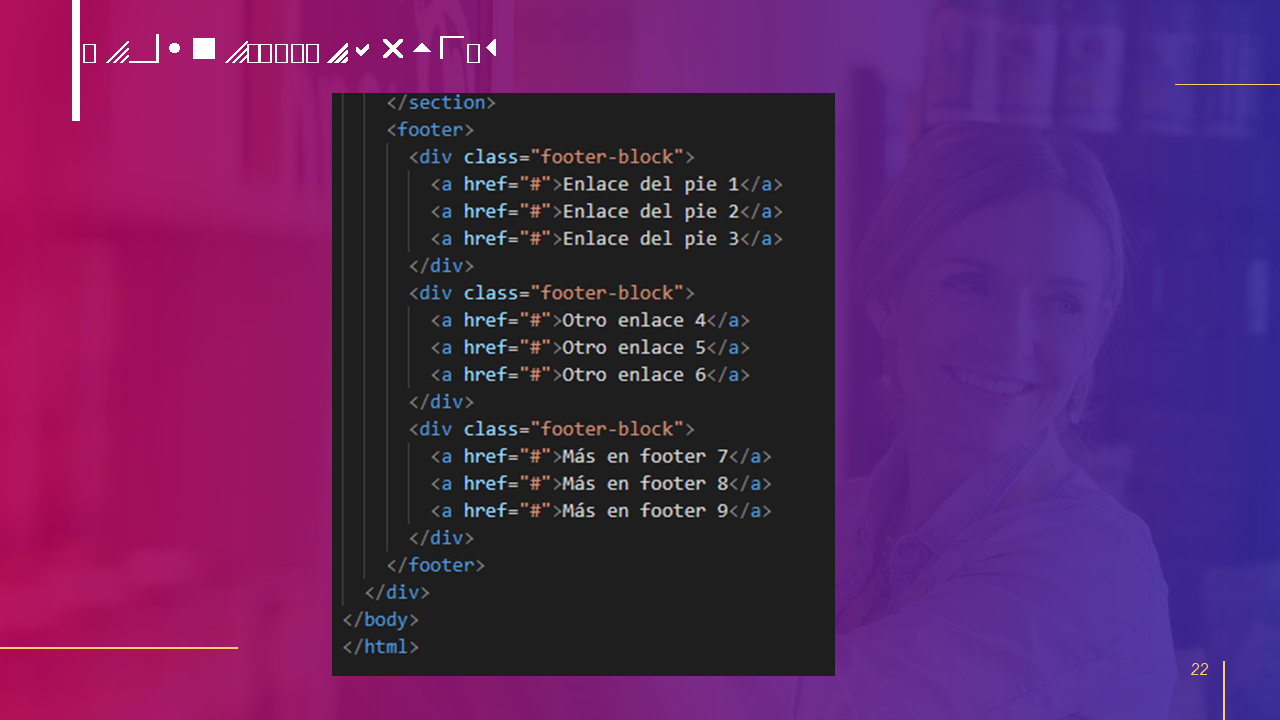 </section>
<footer>
<div class="footer-block">
<a href="#">Enlace del pie 1</a>
<a href="#">Enlace del pie 2</a>
<a href="#">Enlace del pie 3</a>
</div>
<div class="footer-block">
<a href="#">Otro enlace 4</a>
<a href="#">Otro enlace 5</a>
<a href="#">Otro enlace 6</a>
</div>
<div class="footer-block">
<a href="#">Más en footer 7</a>
<a href="#">Más en footer 8</a>
<a href="#">Más en footer 9</a>
</div>
</footer>
</div>
</body>
</html>
22